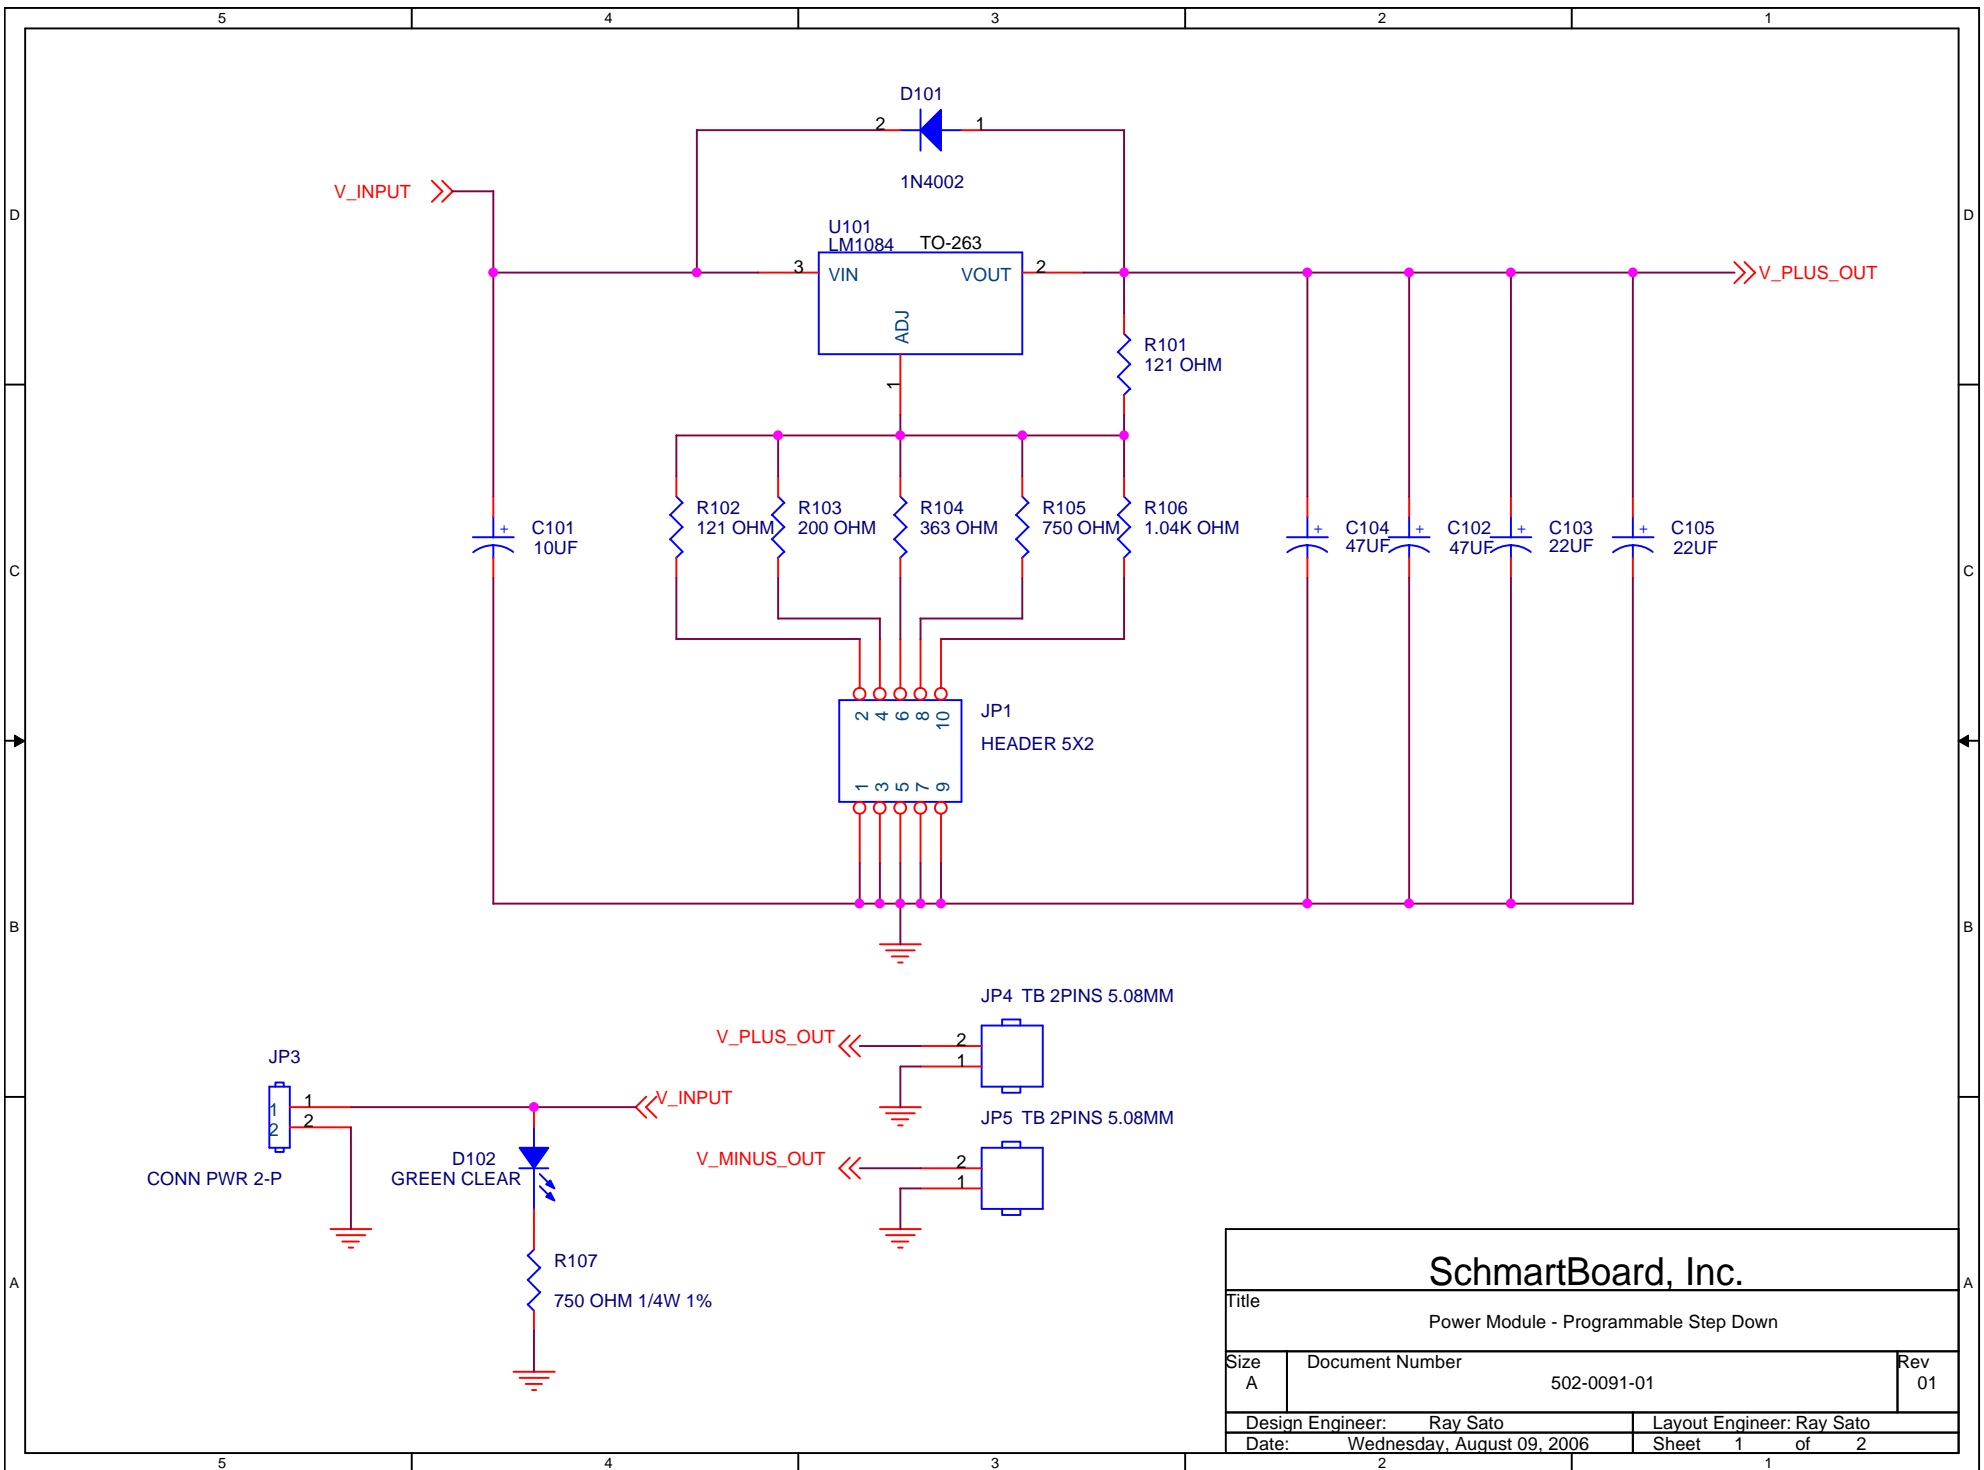 5 4 3 2 1
D D
C C
B B
A A
D101
2 1
1N4002
V_INPUT
U101
LM1084 TO-263
3 VIN VOUT 2
ADJ
1
V_PLUS_OUT
R101
121 OHM
R102
121 OHM
R103
200 OHM
R104
363 OHM
R105
750 OHM
R106
1.04K OHM
C101
10UF
C104
47UF
C102
47UF
C103
22UF
C105
22UF
2 4 6 8 10
1 3 5 7 9
JP1
HEADER 5X2
JP4 TB 2PINS 5.08MM
V_PLUS_OUT
2
1
JP5 TB 2PINS 5.08MM
V_MINUS_OUT
2
1
JP3
1 1
2 2
CONN PWR 2-P
V_INPUT
D102
GREEN CLEAR
R107
750 OHM 1/4W 1%
SchmartBoard, Inc.
Title
Power Module - Programmable Step Down
Size Document Number Rev
A 502-0091-01 01
Design Engineer: Ray Sato Layout Engineer: Ray Sato
Date: Wednesday, August 09, 2006 Sheet 1 of 2
5 4 3 2 1